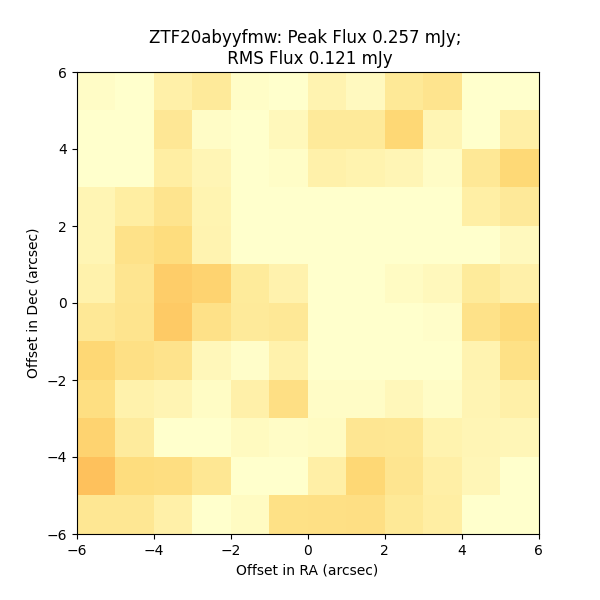 ZTF20abyyfmw: Peak Flux 0.257 mJy;
RMS Flux 0.121 mJy
6
4
2
0
−2
−4
−6
Offset in Dec (arcsec)
−6 −4 −2 0 2 4 6
Offset in RA (arcsec)